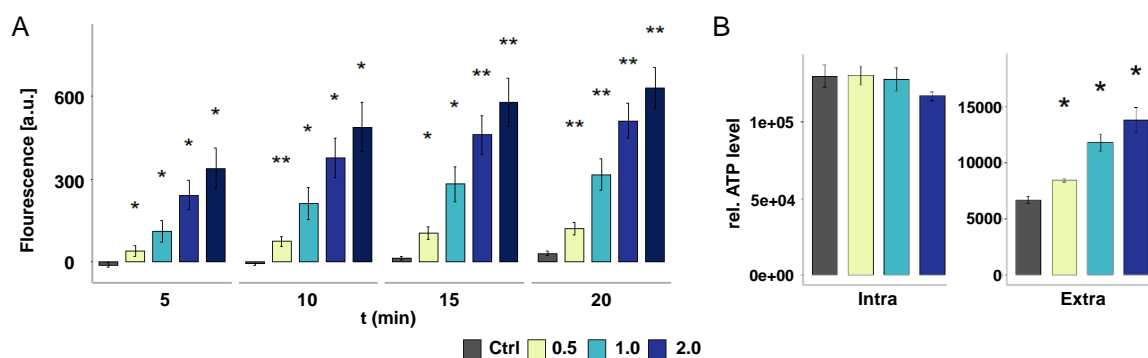 A
B
Flourescence [a.u.]
600
300
0
* * * *
** * * *
* * ** **
** ** ** **
5 10 15 20
t (min)
rel. ATP level
1e+05
5e+04
0e+00
Intra
15000
10000
5000
0
* * *
Extra
Ctrl 0.5 1.0 2.0